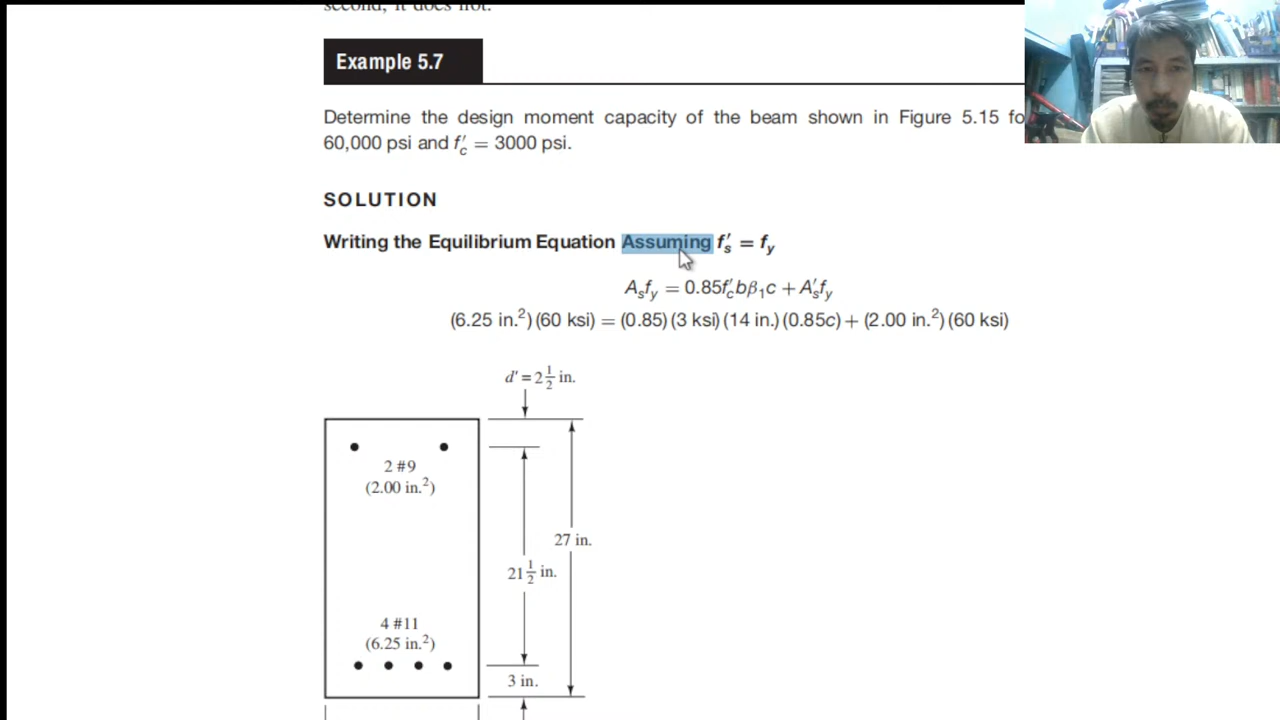 second, it does not.
Example 5.7
Determine the design moment capacity of the beam shown in Figure 5.15 fo
60,000 psi and f′c = 3000 psi.
SOLUTION
Writing the Equilibrium Equation Assuming f′s = fy
Asfy = 0.85f′cbβ1c + A′sfy
(6.25 in.²)(60 ksi) = (0.85)(3 ksi)(14 in.)(0.85c) + (2.00 in.²)(60 ksi)
d′ = 2 1/2 in.
2 #9
(2.00 in.²)
27 in.
21 1/2 in.
4 #11
(6.25 in.²)
3 in.